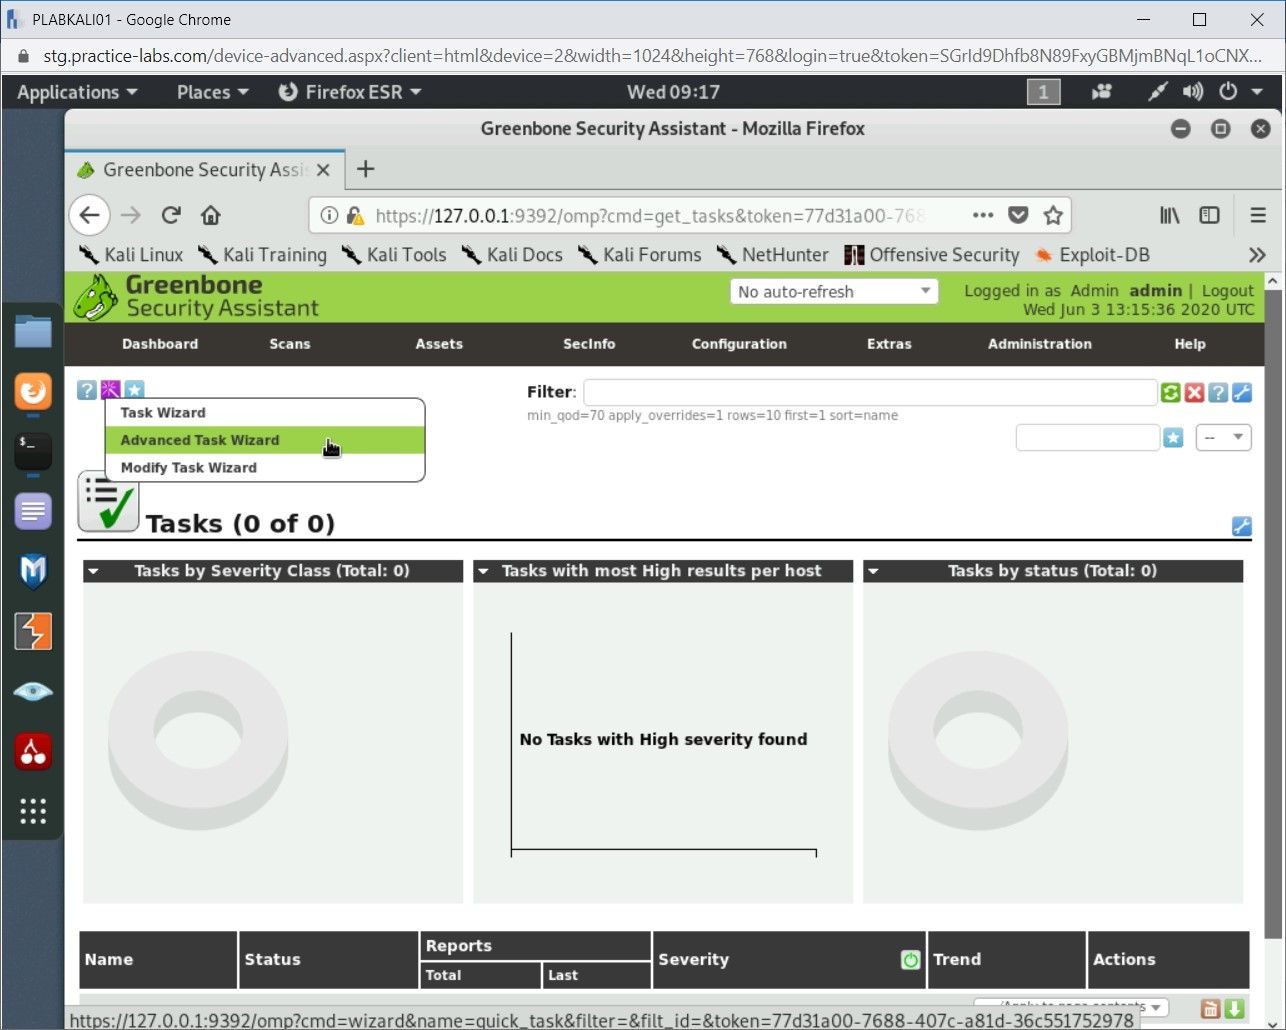 PLABKALI01 - Google Chrome
stg.practice-labs.com/device-advanced.aspx?client=html&device=2&width=1024&height=768&login=true&token=SGrId9Dhfb8N89FxyGBMjmBNqL1oCNX...
Applications Places Firefox ESR Wed 09:17 1
Greenbone Security Assistant - Mozilla Firefox
Greenbone Security Assis
https://127.0.0.1:9392/omp?cmd=get_tasks&token=77d31a00-768
Kali Linux Kali Training Kali Tools Kali Docs Kali Forums NetHunter Offensive Security Exploit-DB
Greenbone
Security Assistant
No auto-refresh
Logged in as Admin admin | Logout
Wed Jun 3 13:15:36 2020 UTC
Dashboard Scans Assets SecInfo Configuration Extras Administration Help
Filter:
min_qod=70 apply_overrides=1 rows=10 first=1 sort=name
--
Task Wizard
Advanced Task Wizard
Modify Task Wizard
Tasks (0 of 0)
Tasks by Severity Class (Total: 0)
Tasks with most High results per host
Tasks by status (Total: 0)
No Tasks with High severity found
Name Status Reports Severity Trend Actions
Total Last
https://127.0.0.1:9392/omp?cmd=wizard&name=quick_task&filter=&filt_id=&token=77d31a00-7688-407c-a81d-36c551752978